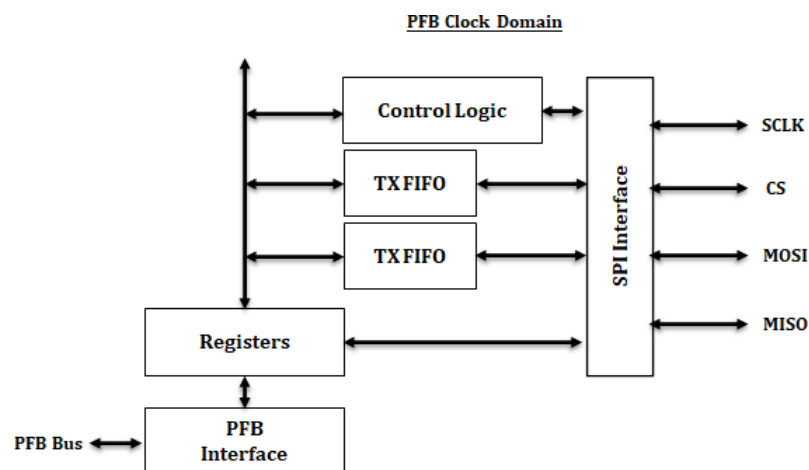 PFB Clock Domain
Control Logic
TX FIFO
TX FIFO
Registers
PFB
Interface
PFB Bus
SPI Interface
SCLK
CS
MOSI
MISO